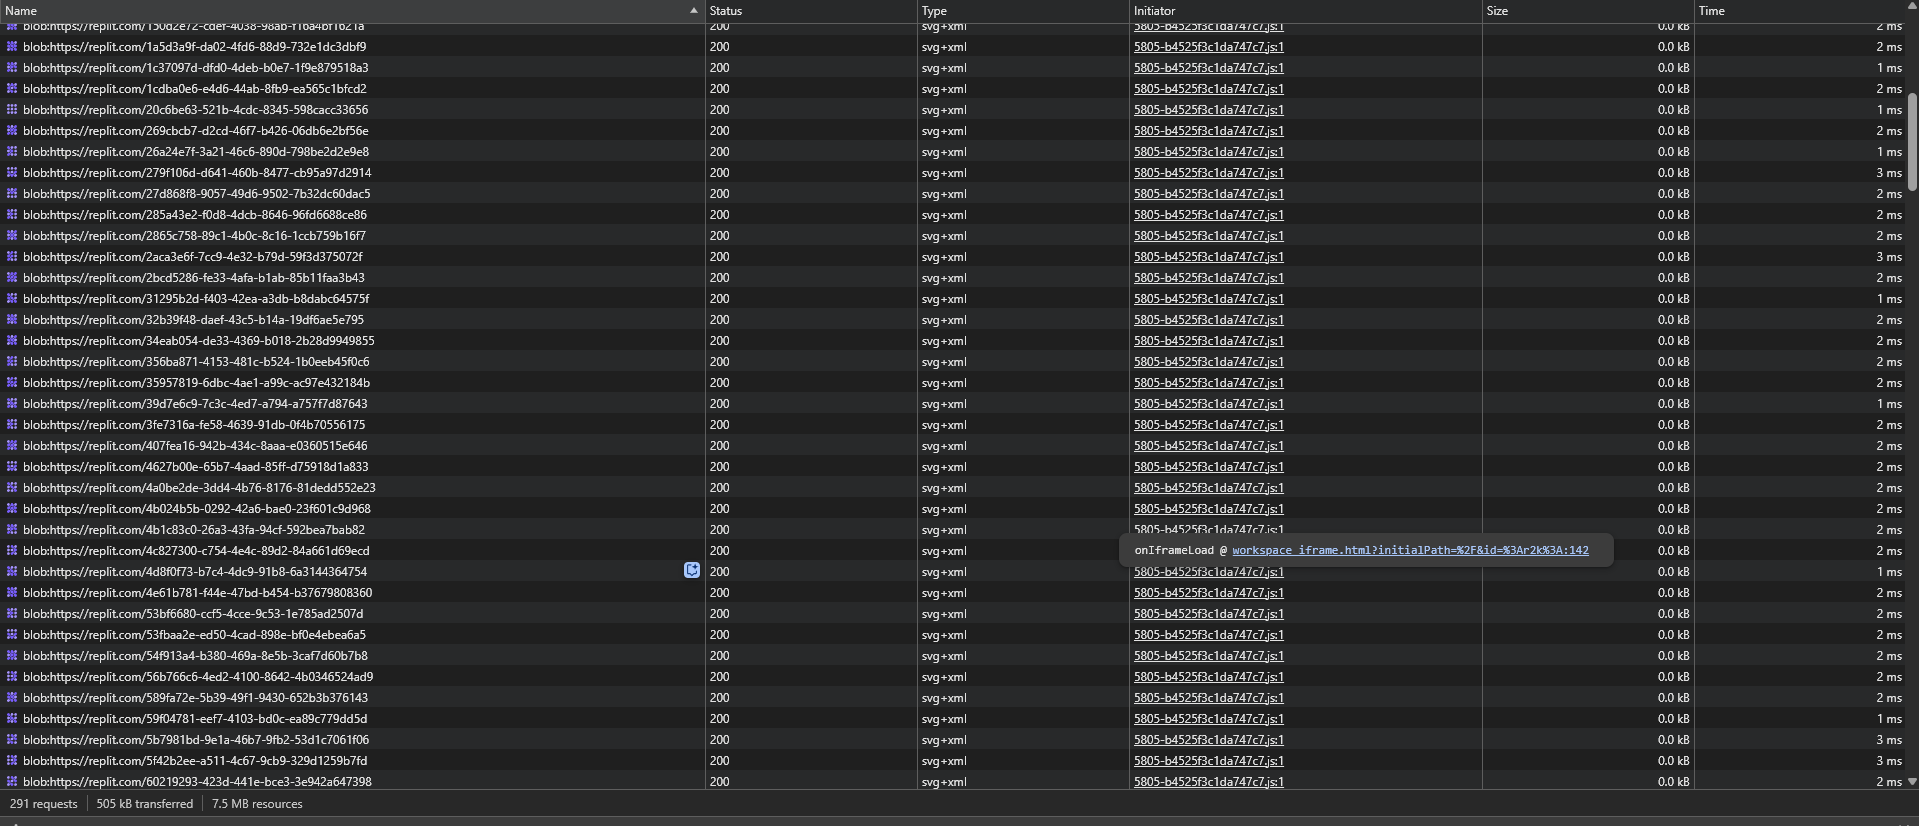 Name Status Type Initiator Size Time
blob:https://replit.com/150d2e72-cdef-4038-98ab-f16a4bf1621a 200 svg+xml 5805-b4525f3c1da747c7.js:1 0.0 kB 2 ms
blob:https://replit.com/1a5d3a9f-da02-4fd6-88d9-732e1dc3dbf9 200 svg+xml 5805-b4525f3c1da747c7.js:1 0.0 kB 2 ms
blob:https://replit.com/1c37097d-dfd0-4deb-b0e7-1f9e879518a3 200 svg+xml 5805-b4525f3c1da747c7.js:1 0.0 kB 1 ms
blob:https://replit.com/1cdba0e6-e4d6-44ab-8fb9-ea565c1bfcd2 200 svg+xml 5805-b4525f3c1da747c7.js:1 0.0 kB 2 ms
blob:https://replit.com/20c6be63-521b-4cdc-8345-598cacc33656 200 svg+xml 5805-b4525f3c1da747c7.js:1 0.0 kB 1 ms
blob:https://replit.com/269cbcb7-d2cd-46f7-b426-06db6e2bf56e 200 svg+xml 5805-b4525f3c1da747c7.js:1 0.0 kB 2 ms
blob:https://replit.com/26a24e7f-3a21-46c6-890d-798be2d2e9e8 200 svg+xml 5805-b4525f3c1da747c7.js:1 0.0 kB 1 ms
blob:https://replit.com/279f106d-d641-460b-8477-cb95a97d2914 200 svg+xml 5805-b4525f3c1da747c7.js:1 0.0 kB 3 ms
blob:https://replit.com/27d868f8-9057-49d6-9502-7b32dc60dac5 200 svg+xml 5805-b4525f3c1da747c7.js:1 0.0 kB 2 ms
blob:https://replit.com/285a43e2-f0d8-4dcb-8646-96fd6688ce86 200 svg+xml 5805-b4525f3c1da747c7.js:1 0.0 kB 2 ms
blob:https://replit.com/2865c758-89c1-4b0c-8c16-1ccb759b16f7 200 svg+xml 5805-b4525f3c1da747c7.js:1 0.0 kB 2 ms
blob:https://replit.com/2aca3e6f-7cc9-4e32-b79d-59f3d375072f 200 svg+xml 5805-b4525f3c1da747c7.js:1 0.0 kB 3 ms
blob:https://replit.com/2bcd5286-fe33-4afa-b1ab-85b11faa3b43 200 svg+xml 5805-b4525f3c1da747c7.js:1 0.0 kB 2 ms
blob:https://replit.com/31295b2d-f403-42ea-a3db-b8dabc64575f 200 svg+xml 5805-b4525f3c1da747c7.js:1 0.0 kB 1 ms
blob:https://replit.com/32b39f48-daef-43c5-b14a-19df6ae5e795 200 svg+xml 5805-b4525f3c1da747c7.js:1 0.0 kB 2 ms
blob:https://replit.com/34eab054-de33-4369-b018-2b28d9949855 200 svg+xml 5805-b4525f3c1da747c7.js:1 0.0 kB 2 ms
blob:https://replit.com/356ba871-4153-481c-b524-1b0eeb45f0c6 200 svg+xml 5805-b4525f3c1da747c7.js:1 0.0 kB 2 ms
blob:https://replit.com/35957819-6dbc-4ae1-a99c-ac97e432184b 200 svg+xml 5805-b4525f3c1da747c7.js:1 0.0 kB 2 ms
blob:https://replit.com/39d7e6c9-7c3c-4ed7-a794-a757f7d87643 200 svg+xml 5805-b4525f3c1da747c7.js:1 0.0 kB 1 ms
blob:https://replit.com/3fe7316a-fe58-4639-91db-0f4b70556175 200 svg+xml 5805-b4525f3c1da747c7.js:1 0.0 kB 2 ms
blob:https://replit.com/407fea16-942b-434c-8aaa-e0360515e646 200 svg+xml 5805-b4525f3c1da747c7.js:1 0.0 kB 2 ms
blob:https://replit.com/4627b00e-65b7-4aad-85ff-d75918d1a833 200 svg+xml 5805-b4525f3c1da747c7.js:1 0.0 kB 2 ms
blob:https://replit.com/4a0be2de-3dd4-4b76-8176-81dedd552e23 200 svg+xml 5805-b4525f3c1da747c7.js:1 0.0 kB 2 ms
blob:https://replit.com/4b024b5b-0292-42a6-bae0-23f601c9d968 200 svg+xml 5805-b4525f3c1da747c7.js:1 0.0 kB 2 ms
blob:https://replit.com/4b1c83c0-26a3-43fa-94cf-592bea7bab82 200 svg+xml 5805-b4525f3c1da747c7.js:1 0.0 kB 2 ms
blob:https://replit.com/4c827300-c754-4e4c-89d2-84a661d69ecd 200 svg+xml onIframeLoad @ workspace_iframe.html?initialPath=%2F&id=%3Ar2k%3A:142 0.0 kB 2 ms
blob:https://replit.com/4d8f0f73-b7c4-4dc9-91b8-6a3144364754 200 svg+xml 5805-b4525f3c1da747c7.js:1 0.0 kB 1 ms
blob:https://replit.com/4e61b781-f44e-47bd-b454-b37679808360 200 svg+xml 5805-b4525f3c1da747c7.js:1 0.0 kB 2 ms
blob:https://replit.com/53bf6680-ccf5-4cce-9c53-1e785ad2507d 200 svg+xml 5805-b4525f3c1da747c7.js:1 0.0 kB 2 ms
blob:https://replit.com/53fbaa2e-ed50-4cad-898e-bf0e4ebea6a5 200 svg+xml 5805-b4525f3c1da747c7.js:1 0.0 kB 2 ms
blob:https://replit.com/54f913a4-b380-469a-8e5b-3caf7d60b7b8 200 svg+xml 5805-b4525f3c1da747c7.js:1 0.0 kB 2 ms
blob:https://replit.com/56b766c6-4ed2-4100-8642-4b0346524ad9 200 svg+xml 5805-b4525f3c1da747c7.js:1 0.0 kB 2 ms
blob:https://replit.com/589fa72e-5b39-49f1-9430-652b3b376143 200 svg+xml 5805-b4525f3c1da747c7.js:1 0.0 kB 2 ms
blob:https://replit.com/59f04781-eef7-4103-bd0c-ea89c779dd5d 200 svg+xml 5805-b4525f3c1da747c7.js:1 0.0 kB 1 ms
blob:https://replit.com/5b7981bd-9e1a-46b7-9fb2-53d1c7061f06 200 svg+xml 5805-b4525f3c1da747c7.js:1 0.0 kB 3 ms
blob:https://replit.com/5f42b2ee-a511-4c67-9cb9-329d1259b7fd 200 svg+xml 5805-b4525f3c1da747c7.js:1 0.0 kB 3 ms
blob:https://replit.com/60219293-423d-441e-bce3-3e942a647398 200 svg+xml 5805-b4525f3c1da747c7.js:1 0.0 kB 2 ms
291 requests 505 kB transferred 7.5 MB resources